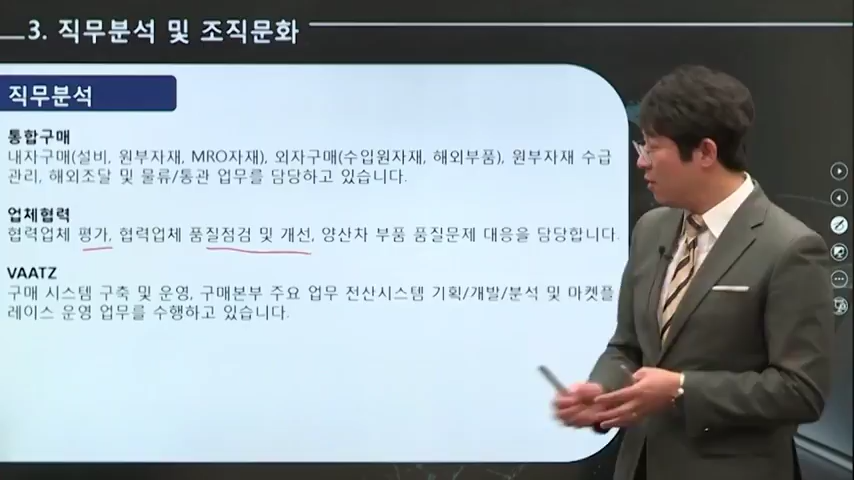 3. 직무분석 및 조직문화
직무분석
통합구매
내자구매(설비, 원부자재, MRO자재), 외자구매(수입원자재, 해외부품), 원부자재 수급
관리, 해외조달 및 물류/통관 업무를 담당하고 있습니다.
업체협력
협력업체 평가, 협력업체 품질점검 및 개선, 양산차 부품 품질문제 대응을 담당합니다.
VAATZ
구매 시스템 구축 및 운영, 구매본부 주요 업무 전산시스템 기획/개발/분석 및 마켓플
레이스 운영 업무를 수행하고 있습니다.